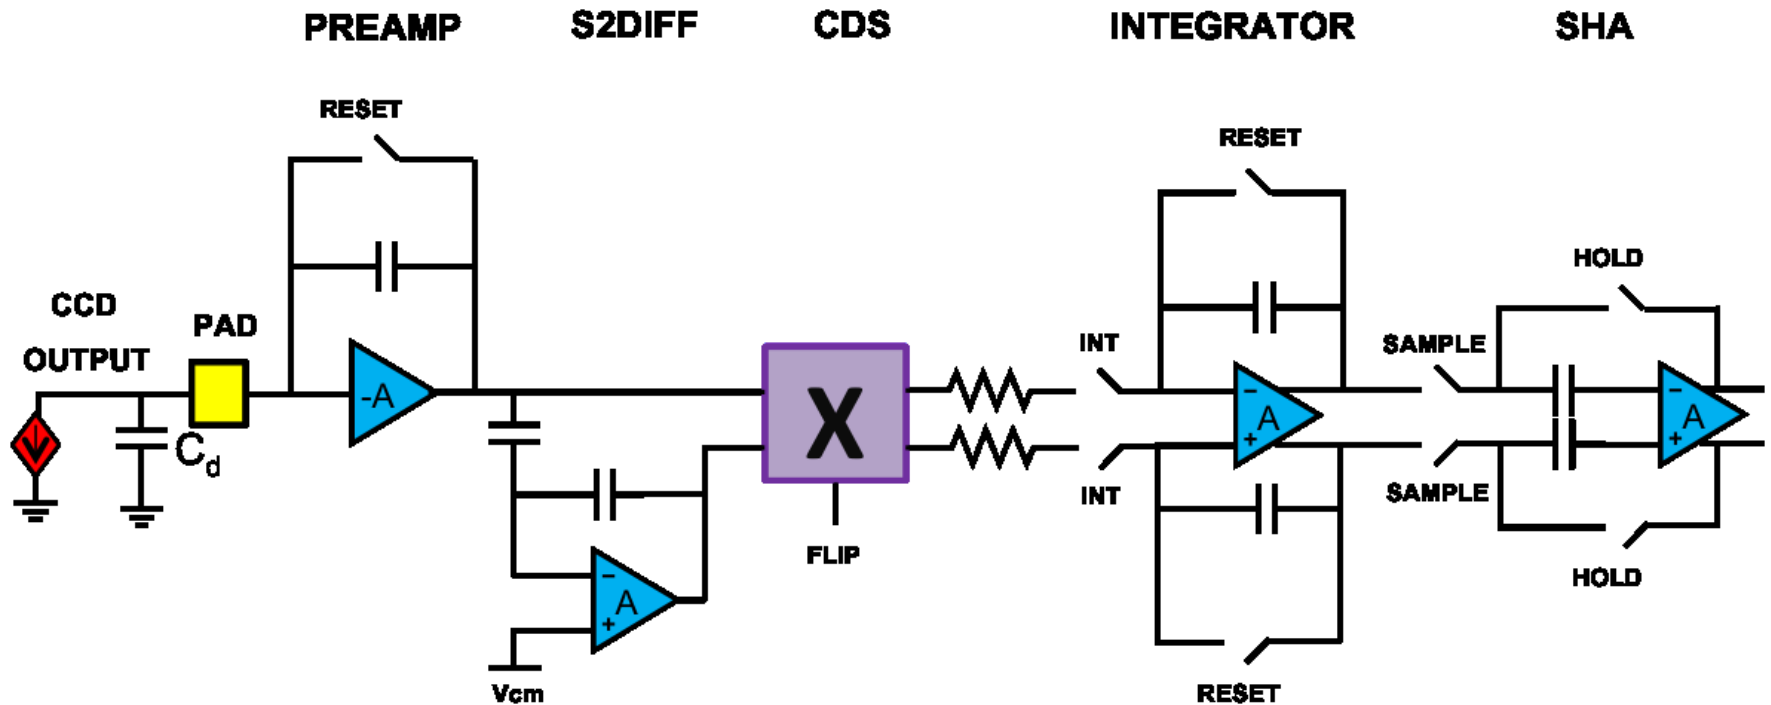 PREAMP
S2DIFF
CDS
INTEGRATOR
SHA
RESET
RESET
HOLD
CCD
OUTPUT
PAD
INT
SAMPLE
-A
X
−
A
+
−
A
+
Cd
INT
SAMPLE
FLIP
HOLD
−
A
+
Vcm
RESET